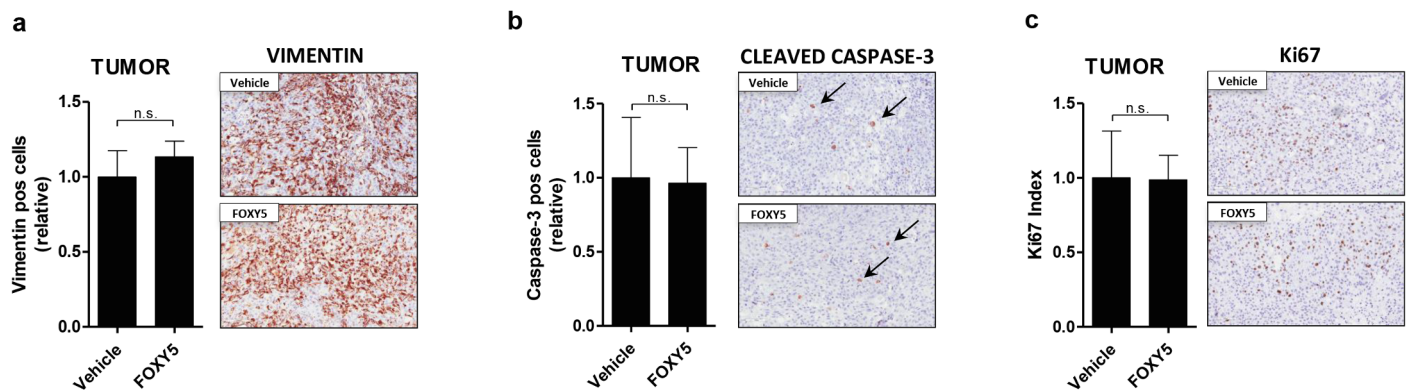 a
TUMOR
VIMENTIN
Vimentin pos cells
(relative)
1.5
1.0
0.5
0.0
n.s.
Vehicle
FOXY5
Vehicle
FOXY5
b
TUMOR
CLEAVED CASPASE-3
Caspase-3 pos cells
(relative)
1.5
1.0
0.5
0.0
n.s.
Vehicle
FOXY5
Vehicle
FOXY5
c
TUMOR
Ki67
Ki67 Index
1.5
1.0
0.5
0.0
n.s.
Vehicle
FOXY5
Vehicle
FOXY5